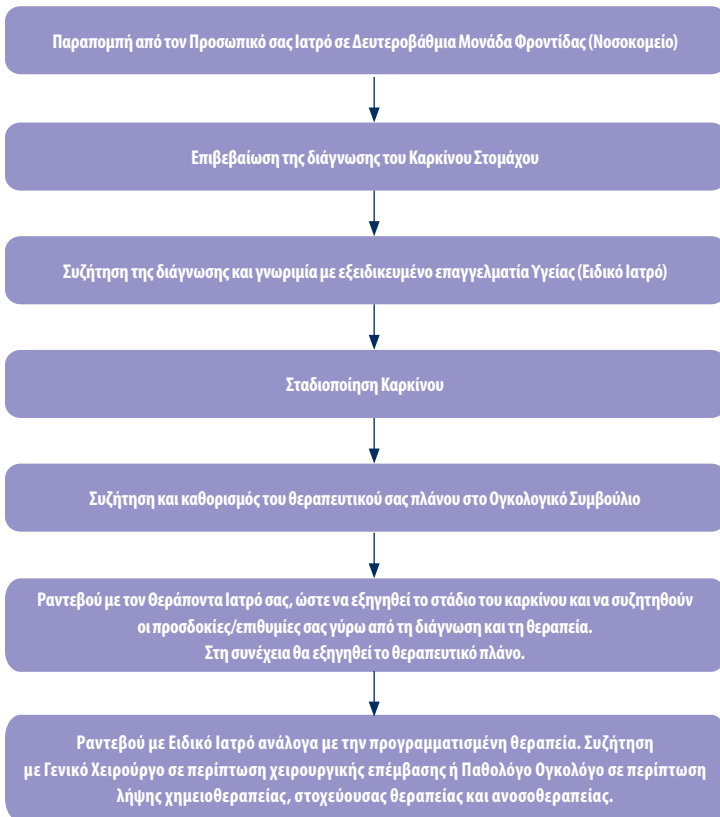 Παραπομπή από τον Προσωπικό σας Ιατρό σε Δευτεροβάθμια Μονάδα Φροντίδας (Νοσοκομείο)
Επιβεβαίωση της διάγνωσης του Καρκίνου Στομάχου
Συζήτηση της διάγνωσης και γνωριμία με εξειδικευμένο επαγγελματία Υγείας (Ειδικό Ιατρό)
Σταδιοποίηση Καρκίνου
Συζήτηση και καθορισμός του θεραπευτικού σας πλάνου στο Ογκολογικό Συμβούλιο
Ραντεβού με τον Θεράποντα Ιατρό σας, ώστε να εξηγηθεί το στάδιο του καρκίνου και να συζητηθούν
οι προσδοκίες/επιθυμίες σας γύρω από τη διάγνωση και τη θεραπεία.
Στη συνέχεια θα εξηγηθεί το θεραπευτικό πλάνο.
Ραντεβού με Ειδικό Ιατρό ανάλογα με την προγραμματισμένη θεραπεία. Συζήτηση
με Γενικό Χειρούργο σε περίπτωση χειρουργικής επέμβασης ή Παθολόγο Ογκολόγο σε περίπτωση
λήψης χημειοθεραπείας, στοχεύουσας θεραπείας και ανοσοθεραπείας.